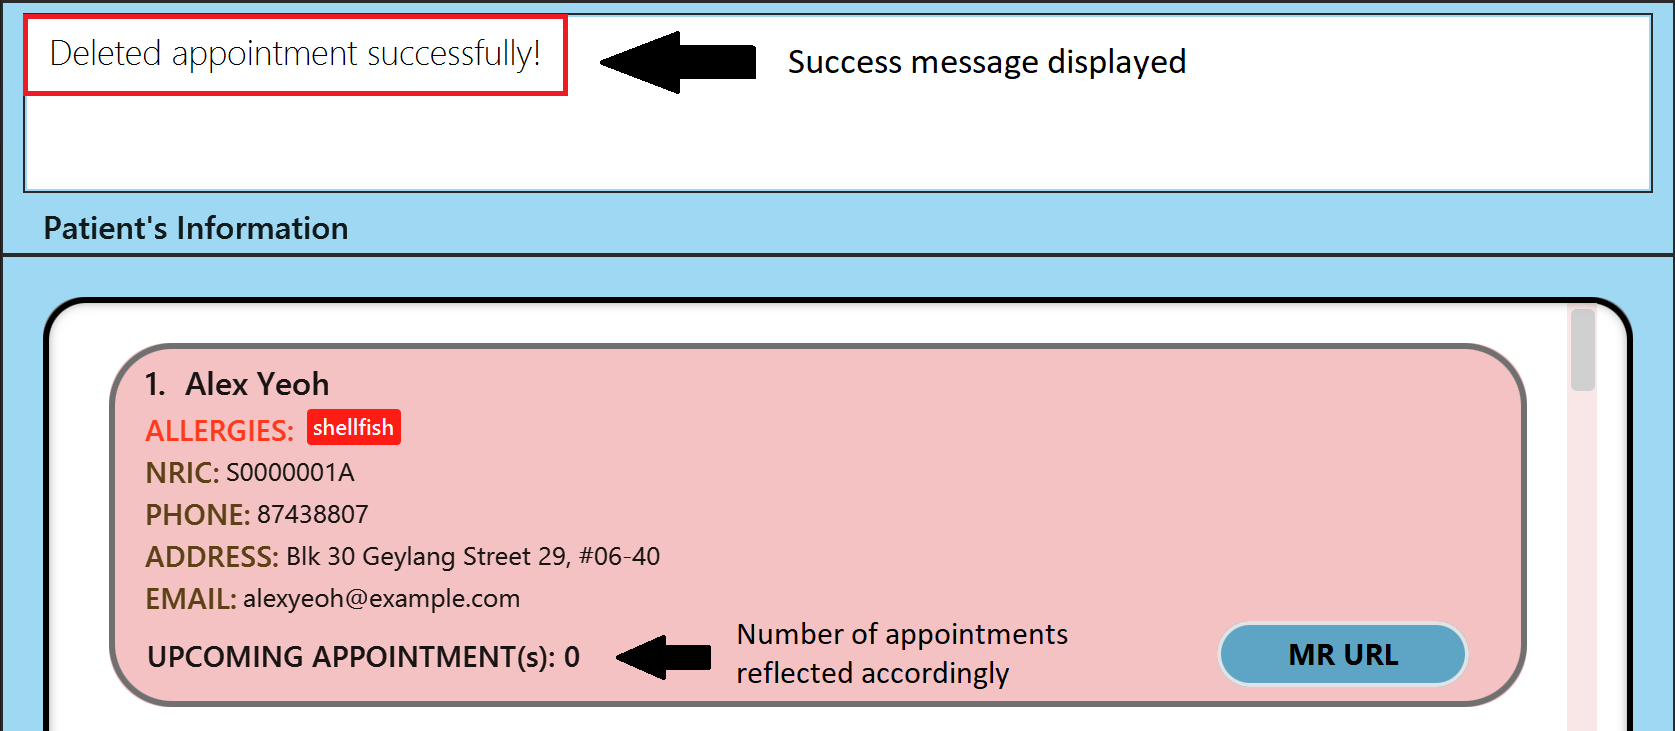 Deleted appointment successfully!
Success message displayed
Patient's Information
1. Alex Yeoh
ALLERGIES: shellfish
NRIC: S0000001A
PHONE: 87438807
ADDRESS: Blk 30 Geylang Street 29, #06-40
EMAIL: alexyeoh@example.com
UPCOMING APPOINTMENT(s): 0
Number of appointments
reflected accordingly
MR URL